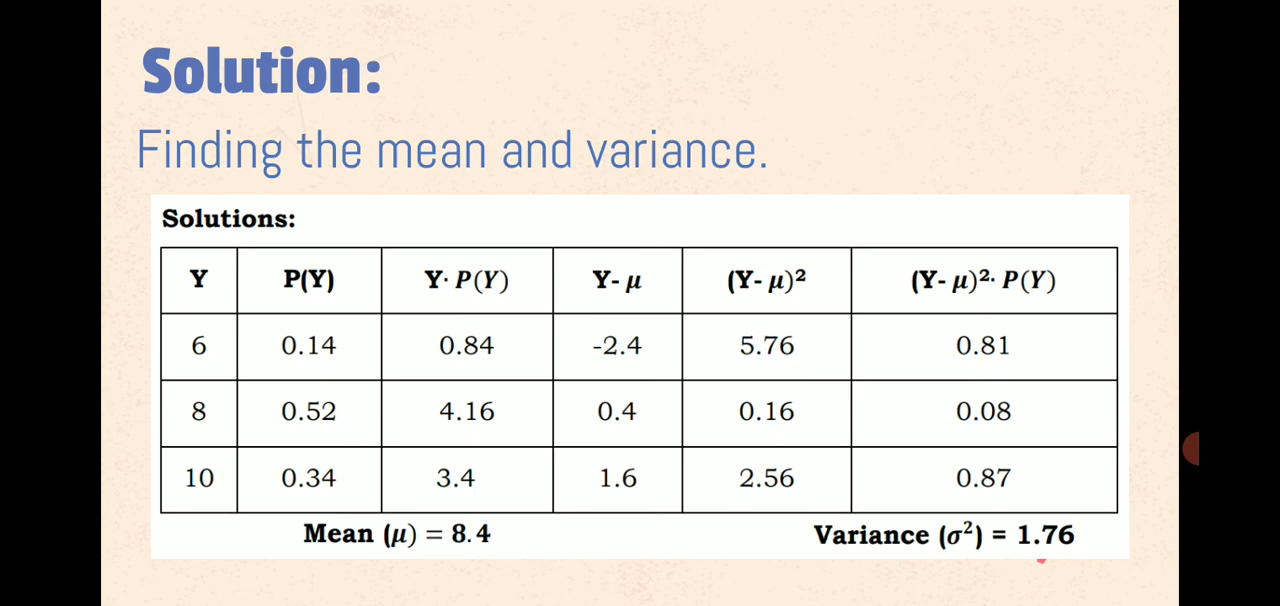 Solution:
Finding the mean and variance.
Solutions:
Y P(Y) Y· P(Y) Y- μ (Y- μ)² (Y- μ)²· P(Y)
6 0.14 0.84 -2.4 5.76 0.81
8 0.52 4.16 0.4 0.16 0.08
10 0.34 3.4 1.6 2.56 0.87
Mean (μ) = 8.4 Variance (σ²) = 1.76